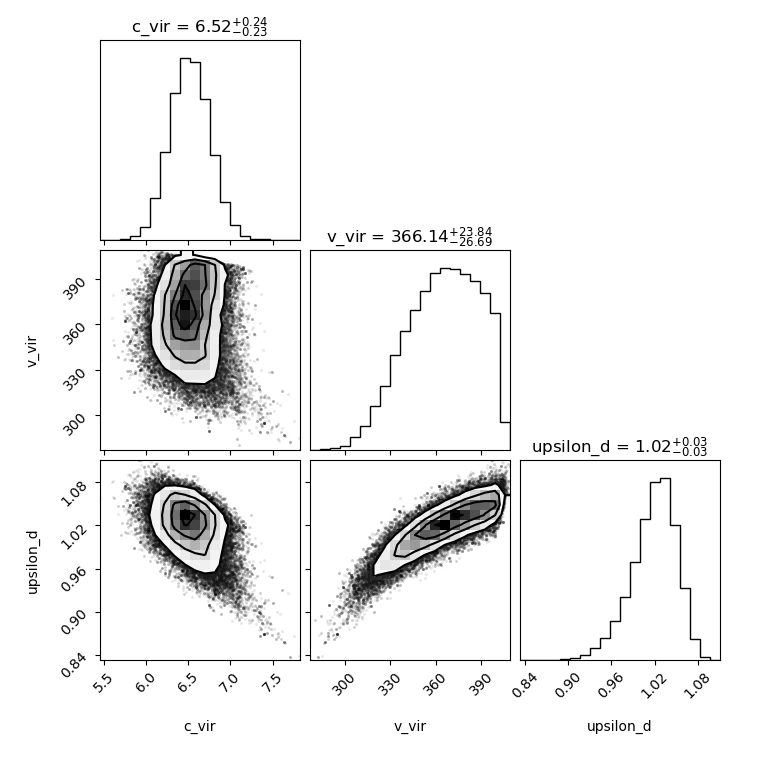 c_vir = 6.52+0.24−0.23
v_vir = 366.14+23.84−26.69
390
360
330
300
v_vir
upsilon_d = 1.02+0.03−0.03
1.08
1.02
0.96
0.90
0.84
upsilon_d
5.5 6.0 6.5 7.0 7.5 300 330 360 390 0.84 0.90 0.96 1.02 1.08
c_vir v_vir upsilon_d